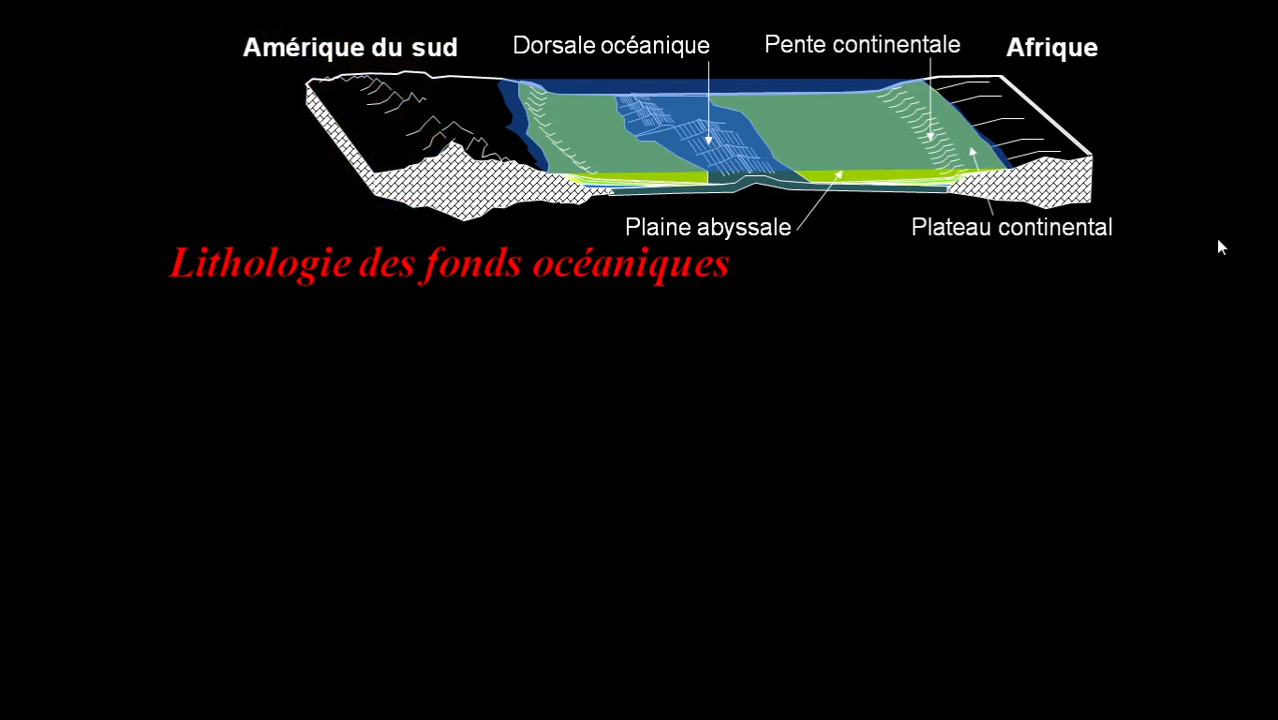 Amérique du sud
Dorsale océanique
Pente continentale
Afrique
Plaine abyssale
Plateau continental
Lithologie des fonds océaniques